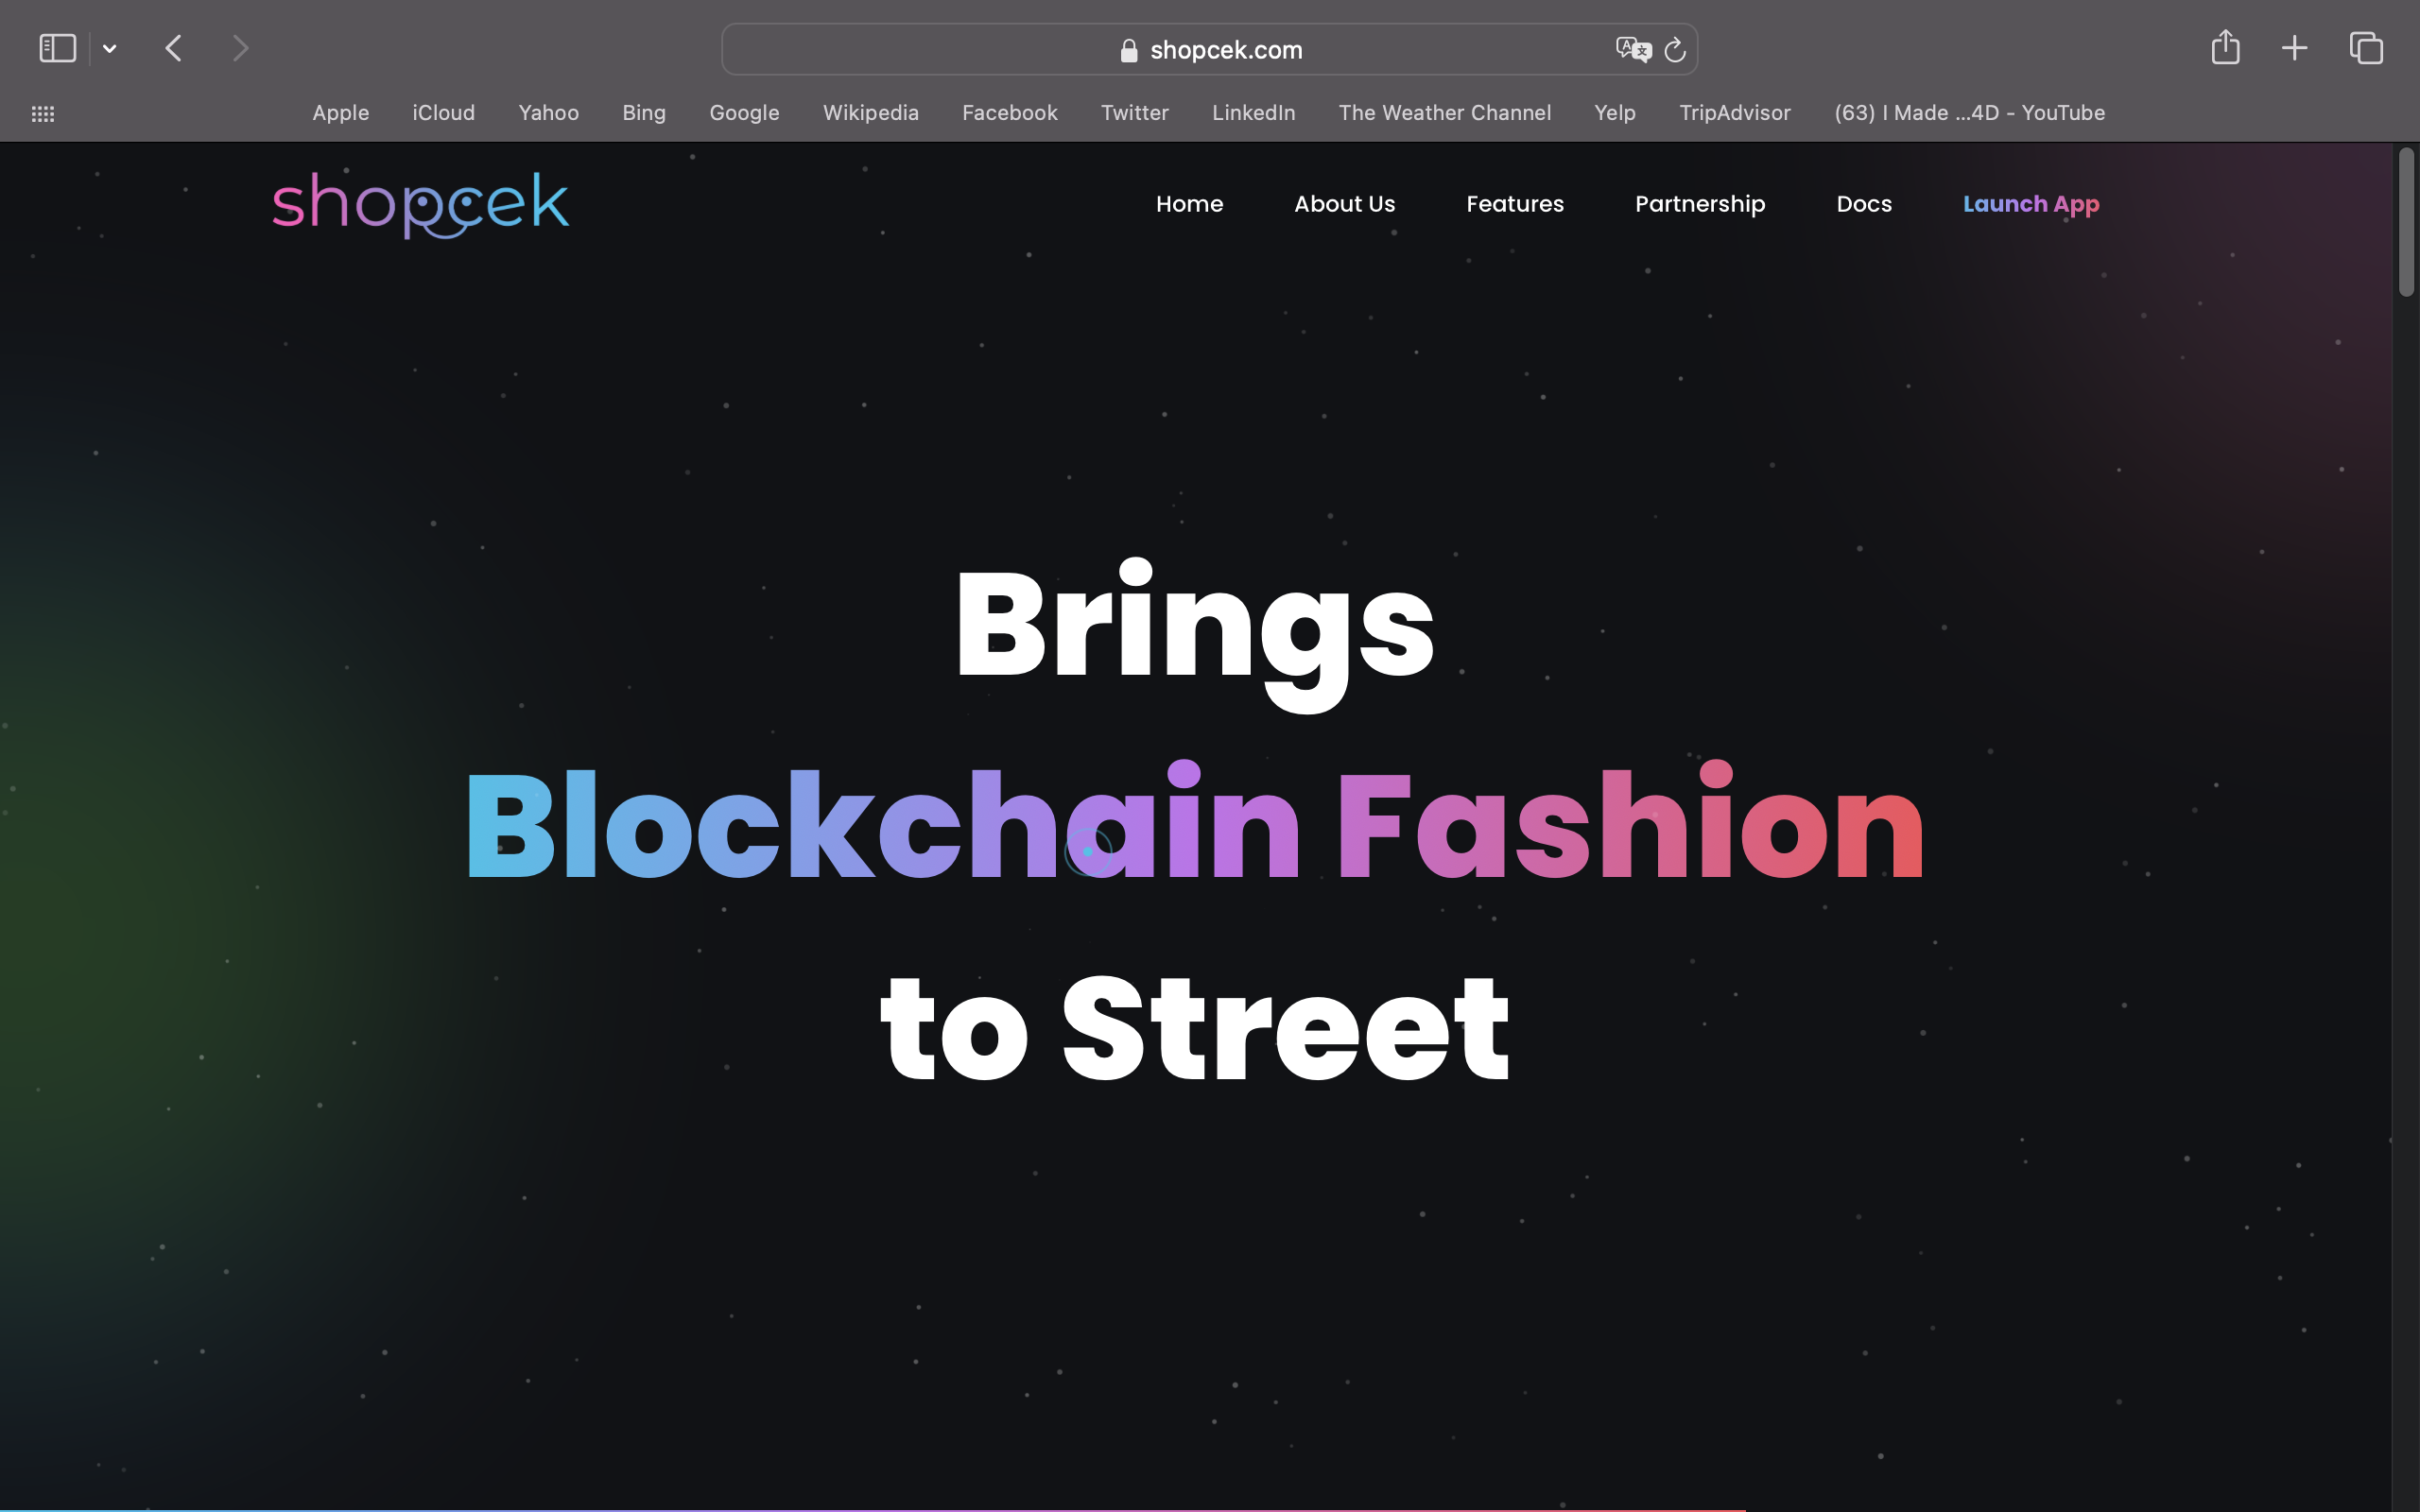 shopcek.com
Apple iCloud Yahoo Bing Google Wikipedia Facebook Twitter LinkedIn The Weather Channel Yelp TripAdvisor (63) I Made ...4D - YouTube
shopcek Home About Us Features Partnership Docs Launch App
Brings
Blockchain Fashion
to Street